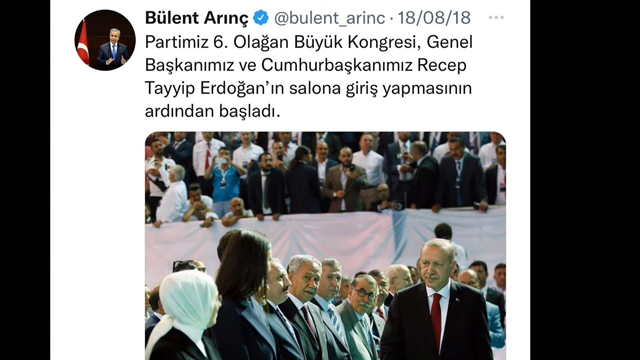 Bülent Arınç @bulent_arinc · 18/08/18
Partimiz 6. Olağan Büyük Kongresi, Genel
Başkanımız ve Cumhurbaşkanımız Recep
Tayyip Erdoğan’ın salona giriş yapmasının
ardından başladı.